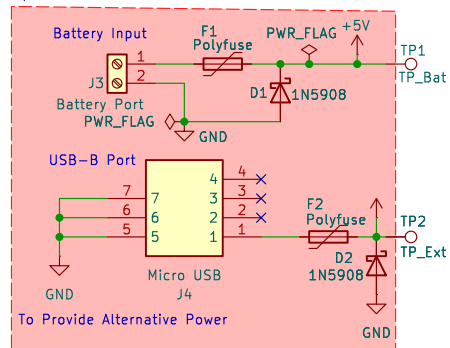 Battery Input
F1
Polyfuse
PWR_FLAG
+5V
TP1
TP_Bat
1
2
J3
Battery Port
PWR_FLAG
GND
D1
1N5908
USB-B Port
7
6
5
7
6
5
4
3
2
1
4
3
2
1
Micro USB
J4
GND
F2
Polyfuse
TP2
TP_Ext
D2
1N5908
GND
To Provide Alternative Power